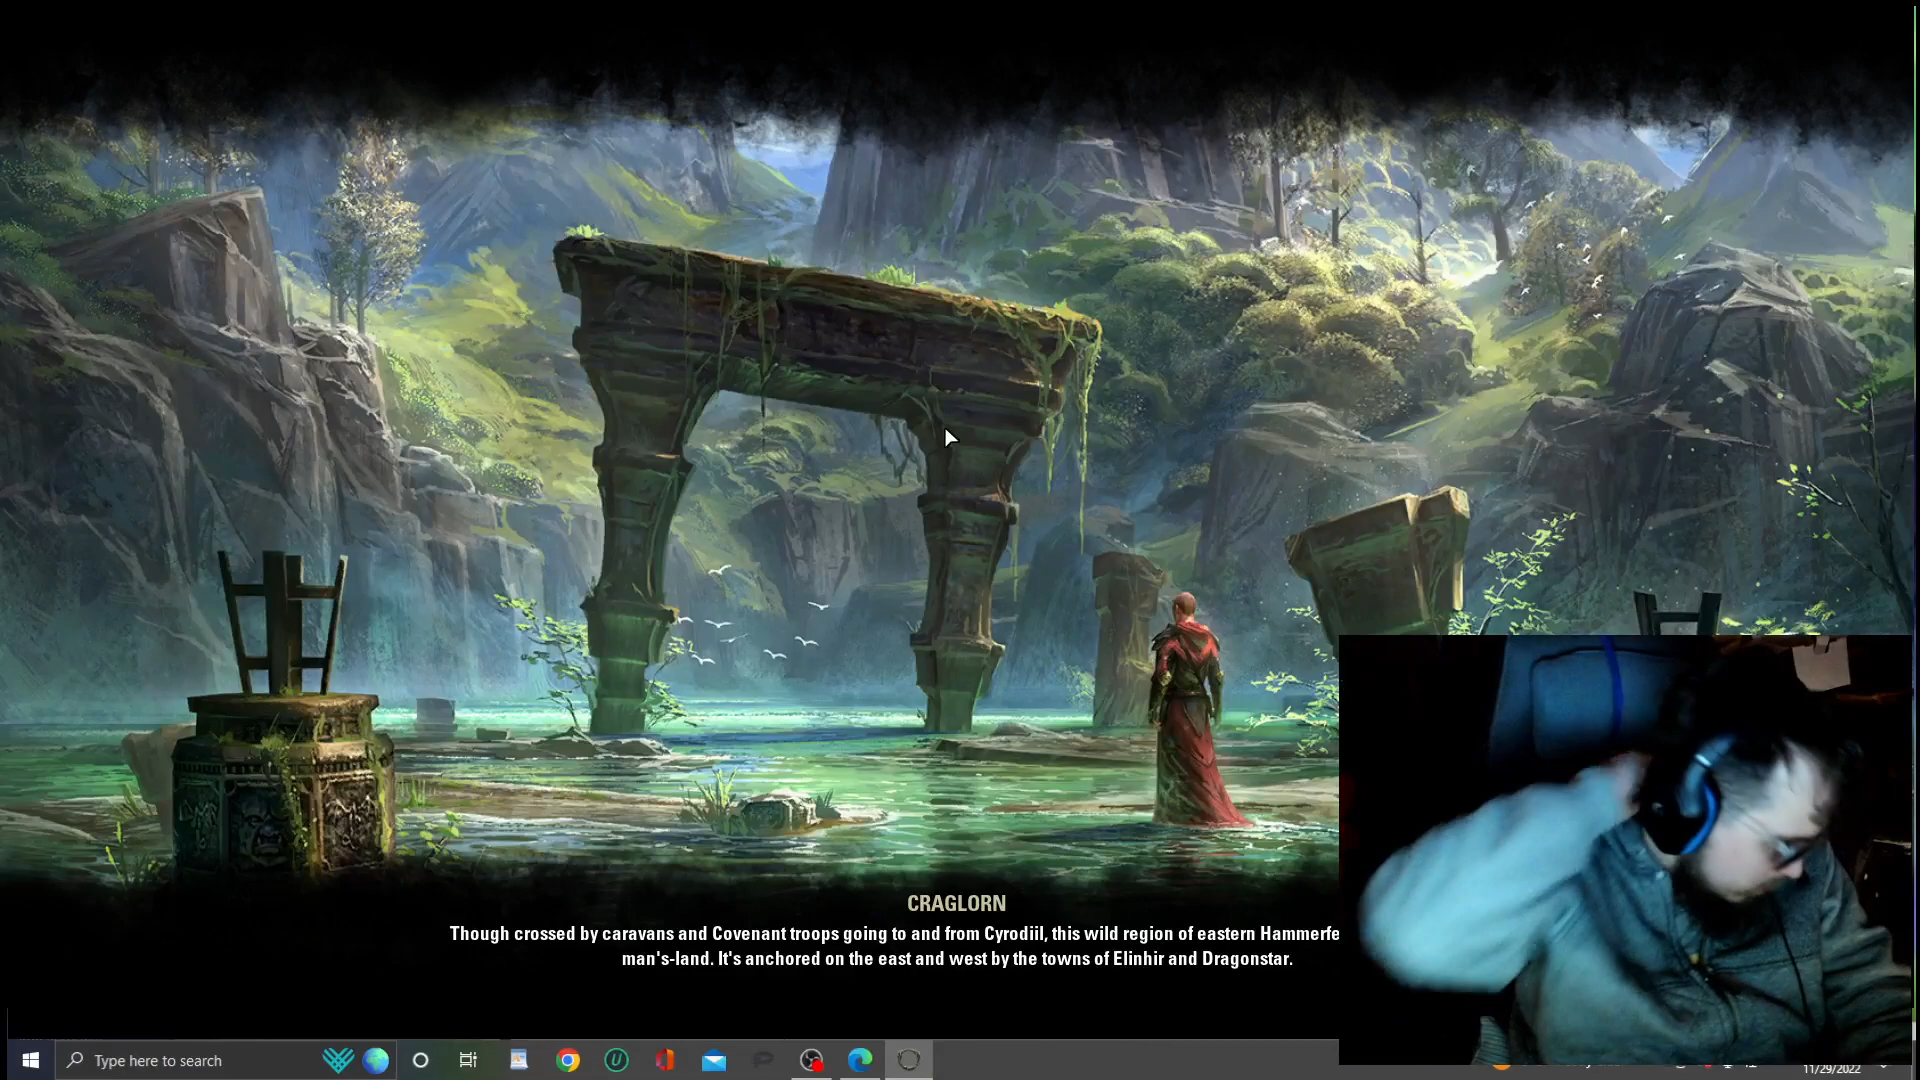 CRAGLORN
Though crossed by caravans and Covenant troops going to and from Cyrodiil, this wild region of eastern Hammerfe
man's-land. It's anchored on the east and west by the towns of Elinhir and Dragonstar.
Type here to search
11/29/2022